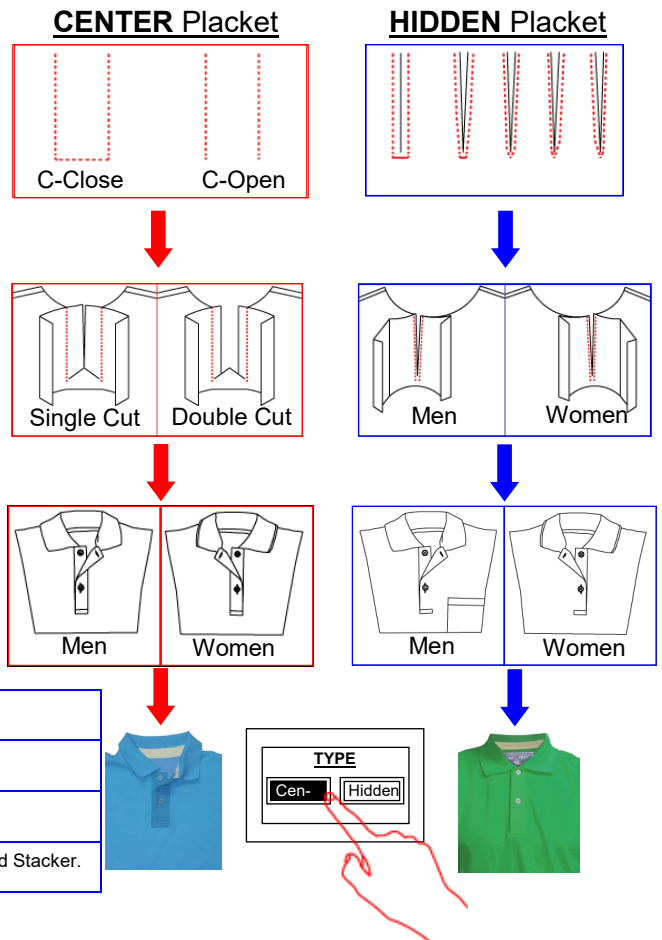 CENTER Placket
HIDDEN Placket
C-Close
C-Open
Single Cut
Double Cut
Men
Women
Men
Women
Men
Women
d Stacker.
TYPE
Cen-
Hidden